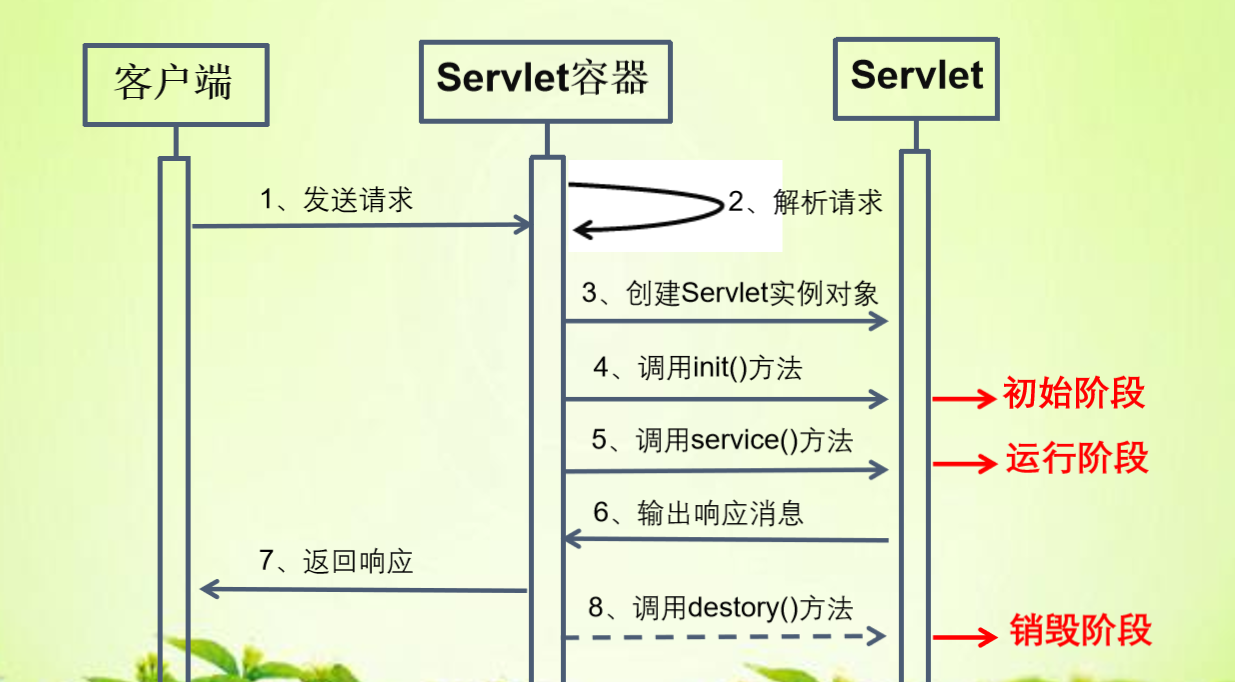 客户端
Servlet容器
Servlet
1、发送请求
2、解析请求
3、创建Servlet实例对象
4、调用init()方法
初始阶段
5、调用service()方法
运行阶段
6、输出响应消息
7、返回响应
8、调用destory()方法
销毁阶段